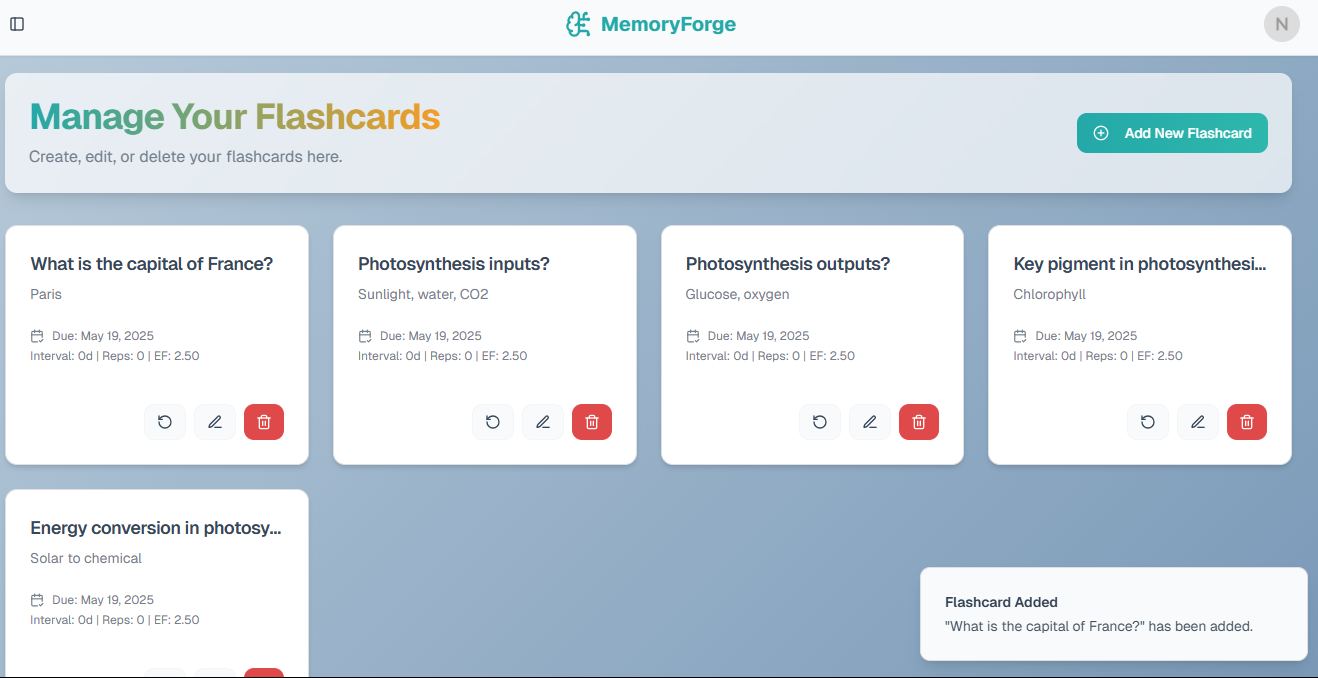 MemoryForge
N
Manage Your Flashcards
Create, edit, or delete your flashcards here.
Add New Flashcard
What is the capital of France?
Paris
Due: May 19, 2025
Interval: 0d | Reps: 0 | EF: 2.50
Photosynthesis inputs?
Sunlight, water, CO2
Due: May 19, 2025
Interval: 0d | Reps: 0 | EF: 2.50
Photosynthesis outputs?
Glucose, oxygen
Due: May 19, 2025
Interval: 0d | Reps: 0 | EF: 2.50
Key pigment in photosynthesi...
Chlorophyll
Due: May 19, 2025
Interval: 0d | Reps: 0 | EF: 2.50
Energy conversion in photosy...
Solar to chemical
Due: May 19, 2025
Interval: 0d | Reps: 0 | EF: 2.50
Flashcard Added
"What is the capital of France?" has been added.